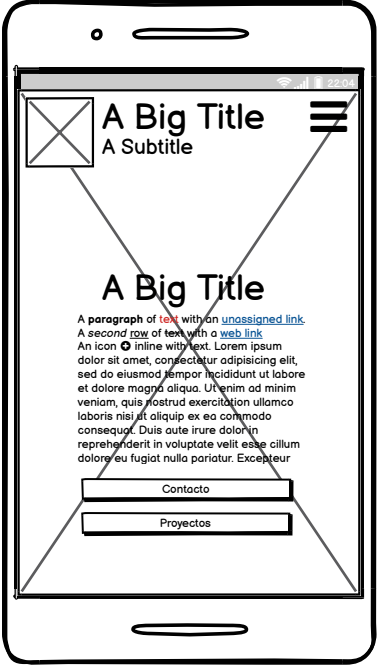 22:04
A Big Title
A Subtitle
A Big Title
A paragraph of text with an unassigned link.
A second row of text with a web link
An icon inline with text. Lorem ipsum
dolor sit amet, consectetur adipisicing elit,
sed do eiusmod tempor incididunt ut labore
et dolore magna aliqua. Ut enim ad minim
veniam, quis nostrud exercitation ullamco
laboris nisi ut aliquip ex ea commodo
consequat. Duis aute irure dolor in
reprehenderit in voluptate velit esse cillum
dolore eu fugiat nulla pariatur. Excepteur
Contacto
Proyectos